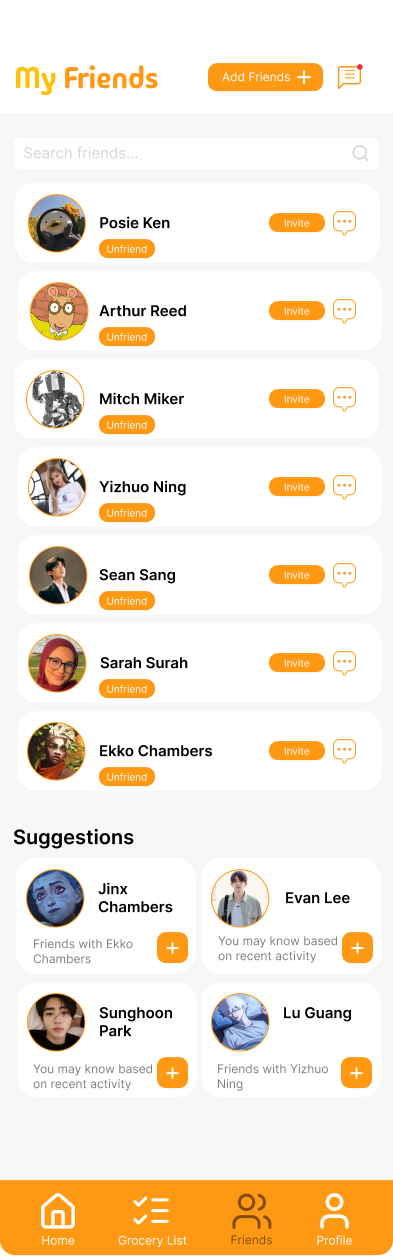 My Friends
Add Friends
Search friends...
Posie Ken
Invite
Unfriend
Arthur Reed
Invite
Unfriend
Mitch Miker
Invite
Unfriend
Yizhuo Ning
Invite
Unfriend
Sean Sang
Invite
Unfriend
Sarah Surah
Invite
Unfriend
Ekko Chambers
Invite
Unfriend
Suggestions
Jinx
Chambers
Friends with Ekko
Chambers
Evan Lee
You may know based
on recent activity
Sunghoon
Park
You may know based
on recent activity
Lu Guang
Friends with Yizhuo
Ning
Home
Grocery List
Friends
Profile